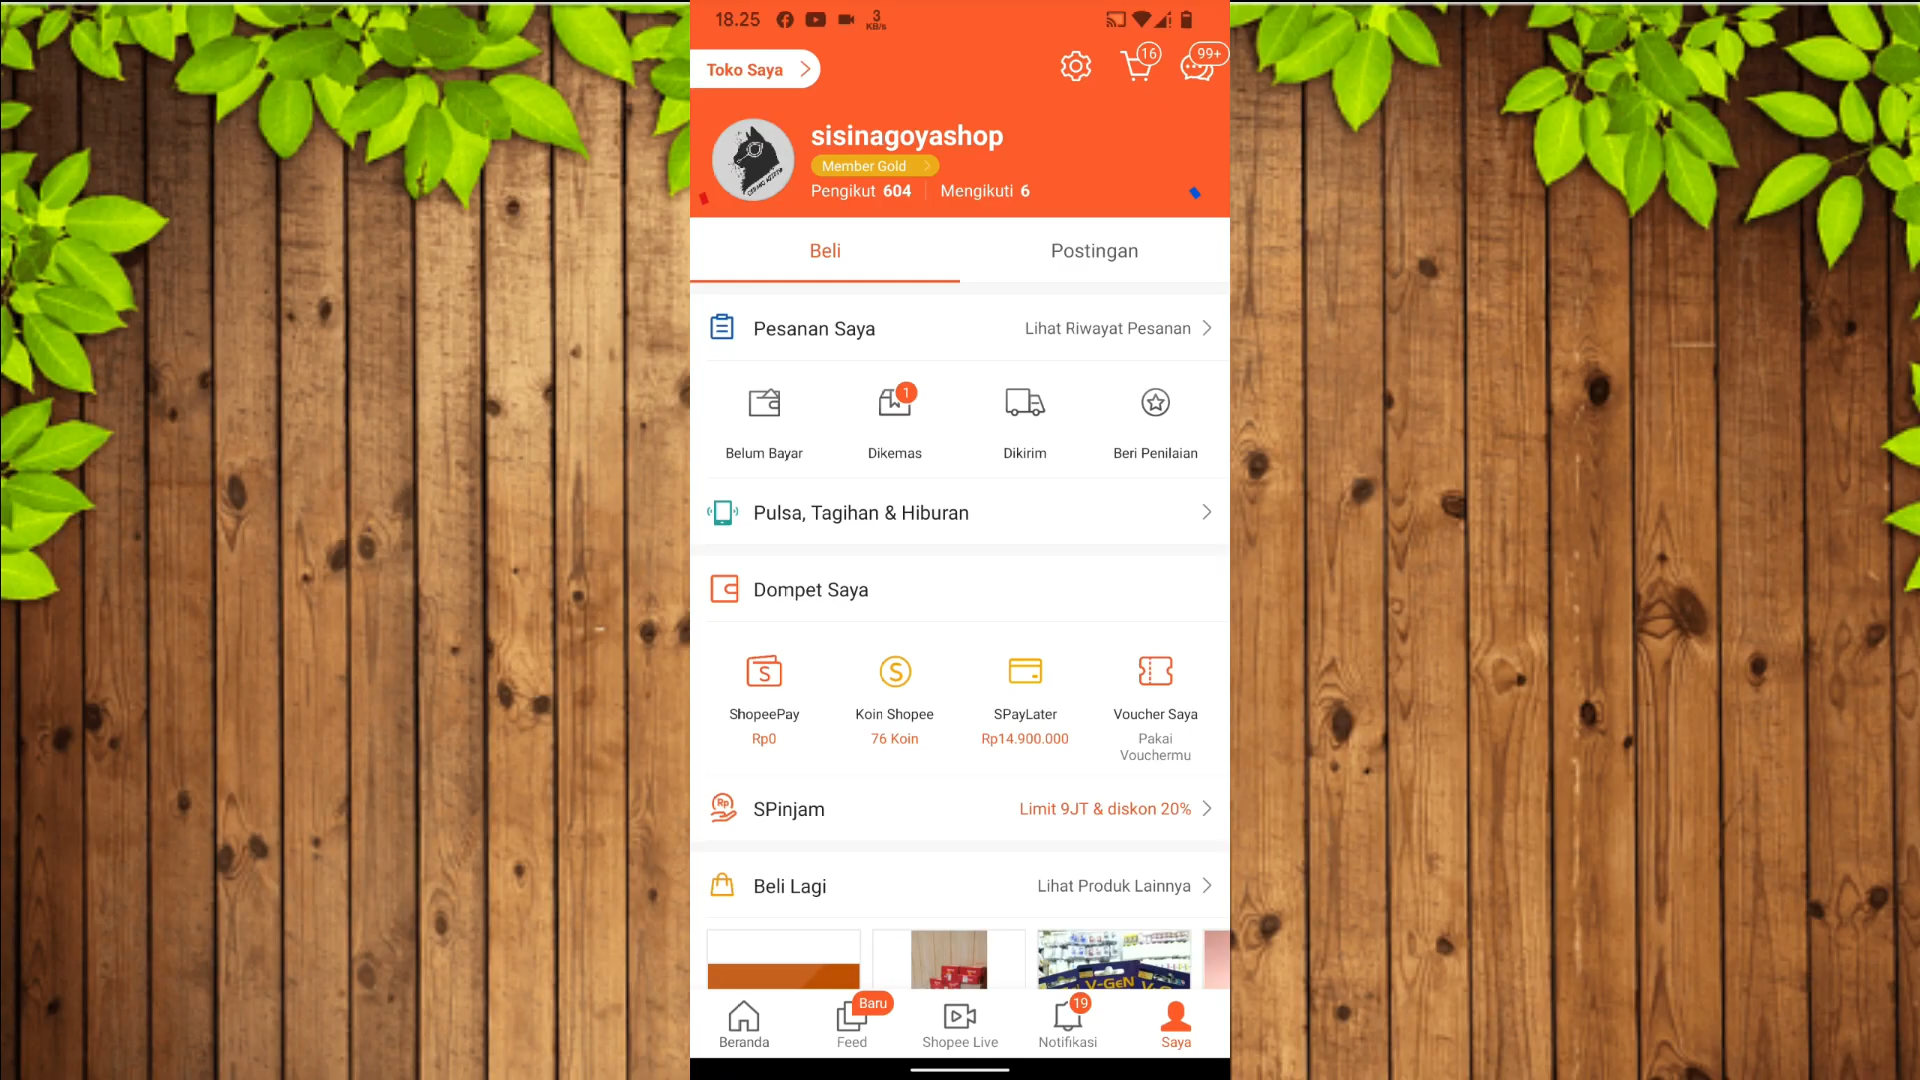 18.25
3
KB/s
Toko Saya
16
99+
sisinagoyashop
Member Gold
Pengikut 604
Mengikuti 6
Beli
Postingan
Pesanan Saya
Lihat Riwayat Pesanan
1
Belum Bayar
Dikemas
Dikirim
Beri Penilaian
Pulsa, Tagihan & Hiburan
Dompet Saya
ShopeePay
Koin Shopee
SPayLater
Voucher Saya
Rp0
76 Koin
Rp14.900.000
Pakai
Vouchermu
SPinjam
Limit 9JT & diskon 20%
Beli Lagi
Lihat Produk Lainnya
V-GeN
Baru
19
Beranda
Feed
Shopee Live
Notifikasi
Saya